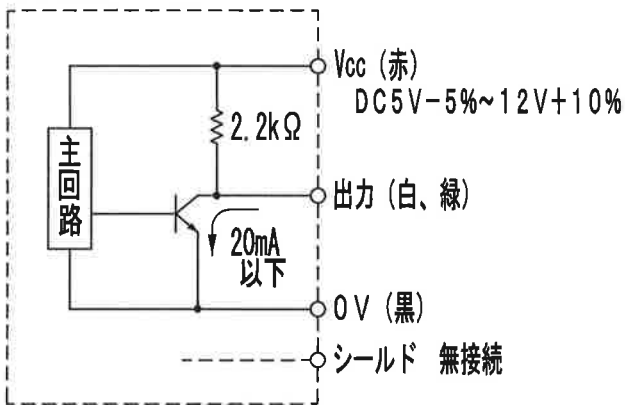 Vcc（赤）
DC5V−5%~12V+10%
2.2kΩ
主回路
出力（白、緑）
20mA
以下
0V（黒）
シールド 無接続